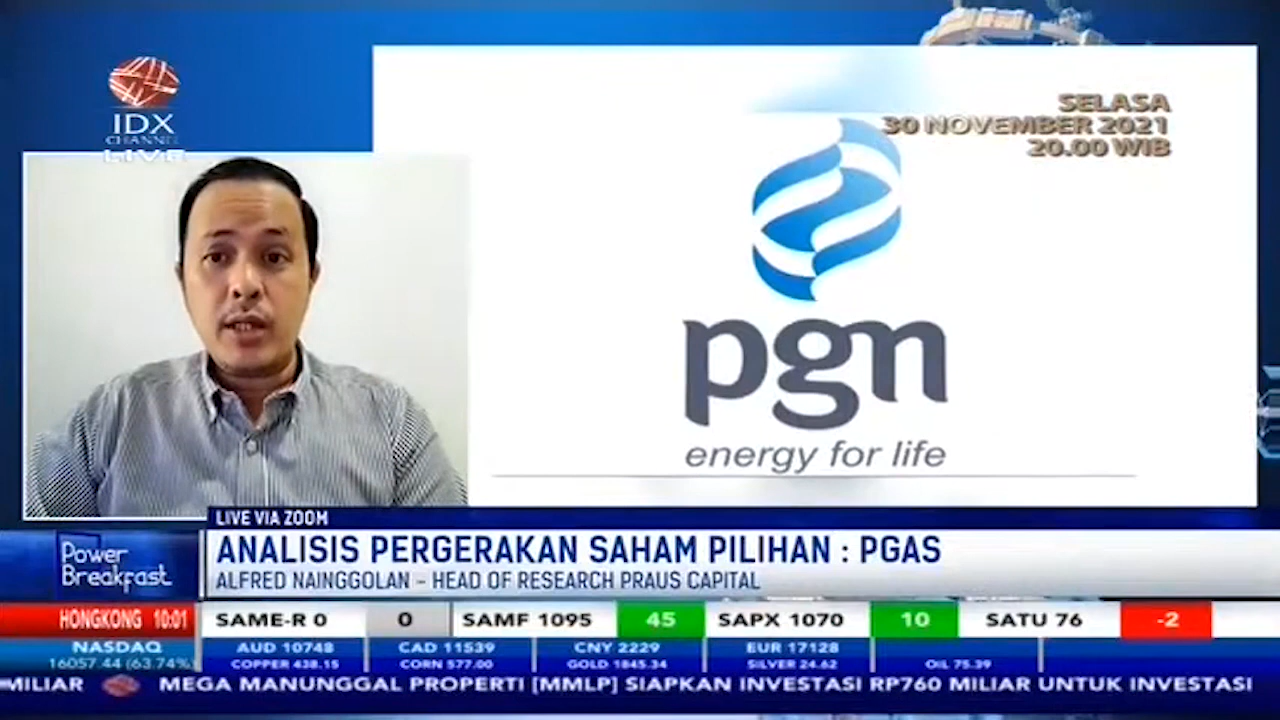 IDX
CHANNEL
LIVE
SELASA
30 NOVEMBER 2021
20.00 WIB
pgn
energy for life
LIVE VIA ZOOM
Power
Breakfast
ANALISIS PERGERAKAN SAHAM PILIHAN : PGAS
ALFRED NAINGGOLAN – HEAD OF RESEARCH PRAUS CAPITAL
HONGKONG 10:01 SAME-R 0 0 SAMF 1095 45 SAPX 1070 10 SATU 76 -2
NASDAQ AUD 10748 CAD 11539 CNY 2229 EUR 17128
16057.44 (63.74%) COPPER 438.15 CORN 577.00 GOLD 1845.34 SILVER 24.62 OIL 75.39
MILIAR MEGA MANUNGGAL PROPERTI [MMLP] SIAPKAN INVESTASI RP760 MILIAR UNTUK INVESTASI